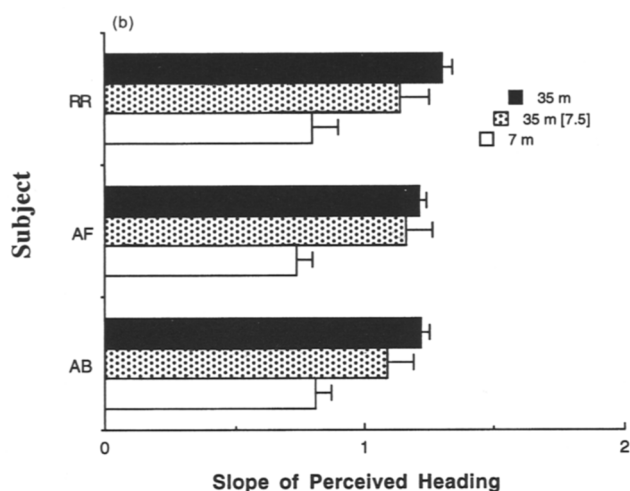 (b)
35 m
35 m [7.5]
7 m
RR
AF
AB
Subject
0
1
2
Slope of Perceived Heading